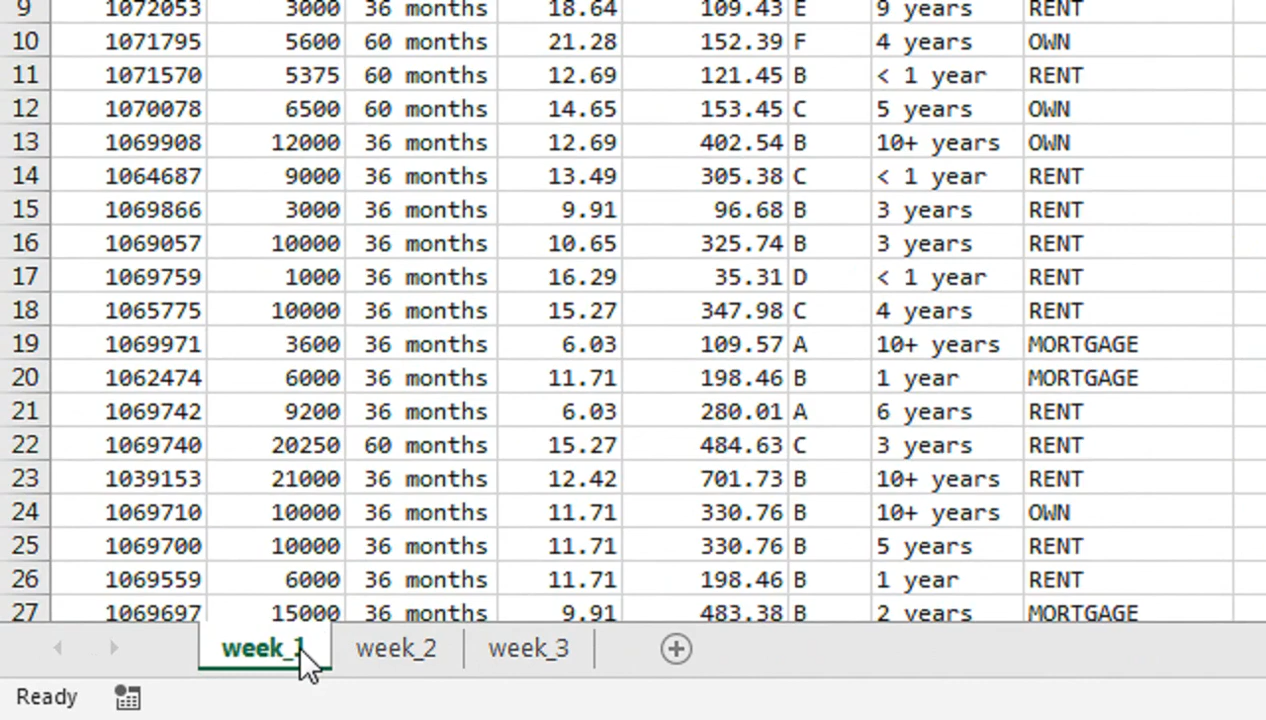 9 1072053 3000 36 months 18.64 109.43 E 9 years RENT
10 1071795 5600 60 months 21.28 152.39 F 4 years OWN
11 1071570 5375 60 months 12.69 121.45 B < 1 year RENT
12 1070078 6500 60 months 14.65 153.45 C 5 years OWN
13 1069908 12000 36 months 12.69 402.54 B 10+ years OWN
14 1064687 9000 36 months 13.49 305.38 C < 1 year RENT
15 1069866 3000 36 months 9.91 96.68 B 3 years RENT
16 1069057 10000 36 months 10.65 325.74 B 3 years RENT
17 1069759 1000 36 months 16.29 35.31 D < 1 year RENT
18 1065775 10000 36 months 15.27 347.98 C 4 years RENT
19 1069971 3600 36 months 6.03 109.57 A 10+ years MORTGAGE
20 1062474 6000 36 months 11.71 198.46 B 1 year MORTGAGE
21 1069742 9200 36 months 6.03 280.01 A 6 years RENT
22 1069740 20250 60 months 15.27 484.63 C 3 years RENT
23 1039153 21000 36 months 12.42 701.73 B 10+ years RENT
24 1069710 10000 36 months 11.71 330.76 B 10+ years OWN
25 1069700 10000 36 months 11.71 330.76 B 5 years RENT
26 1069559 6000 36 months 11.71 198.46 B 1 year RENT
27 1069697 15000 36 months 9.91 483.38 B 2 years MORTGAGE
week_1 week_2 week_3
Ready